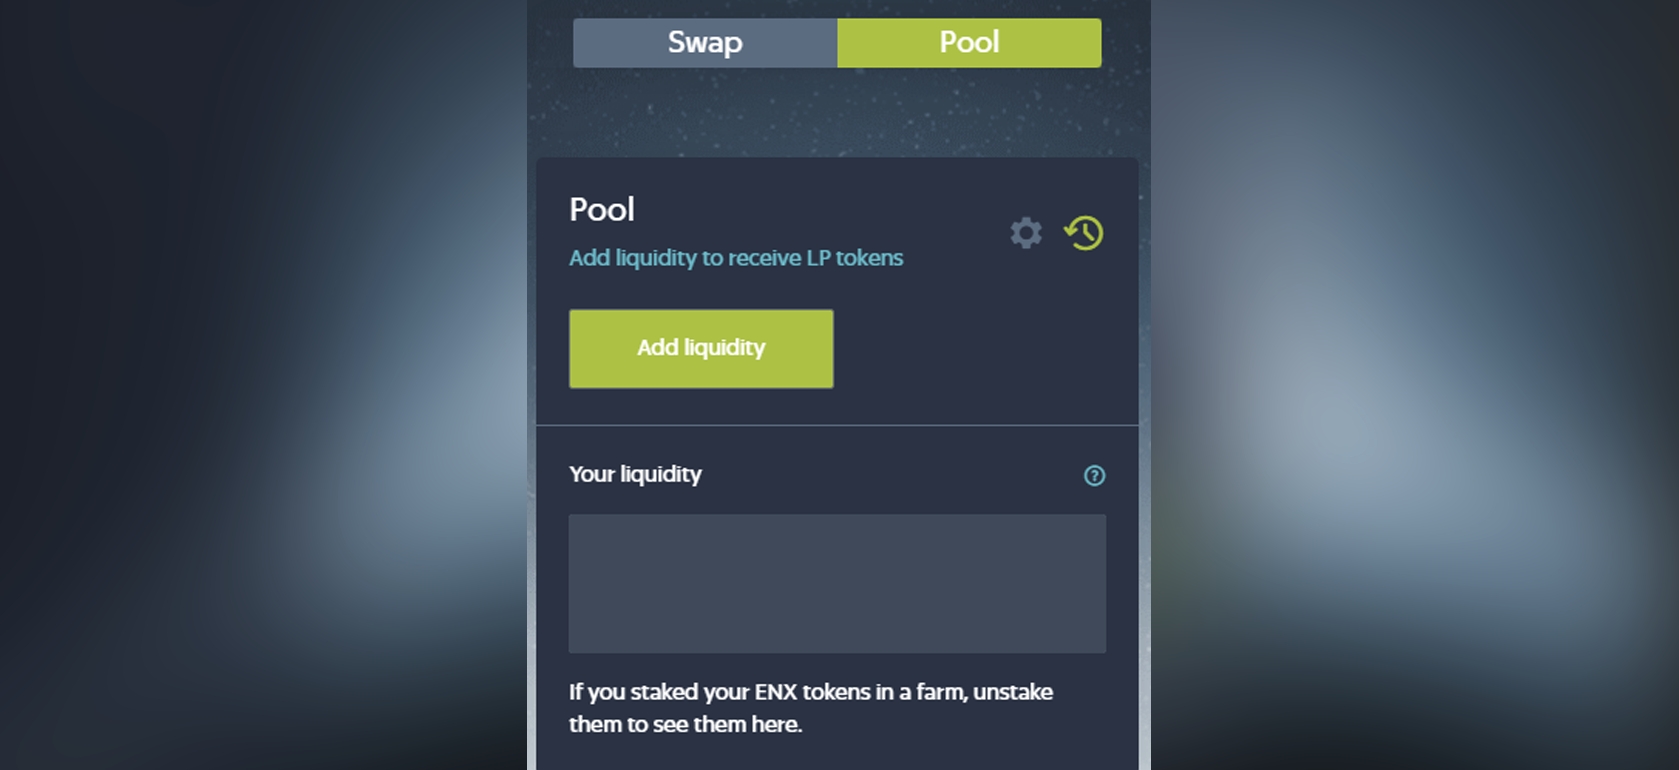 Swap
Pool
Pool
Add liquidity to receive LP tokens
Add liquidity
Your liquidity
?
If you staked your ENX tokens in a farm, unstake
them to see them here.